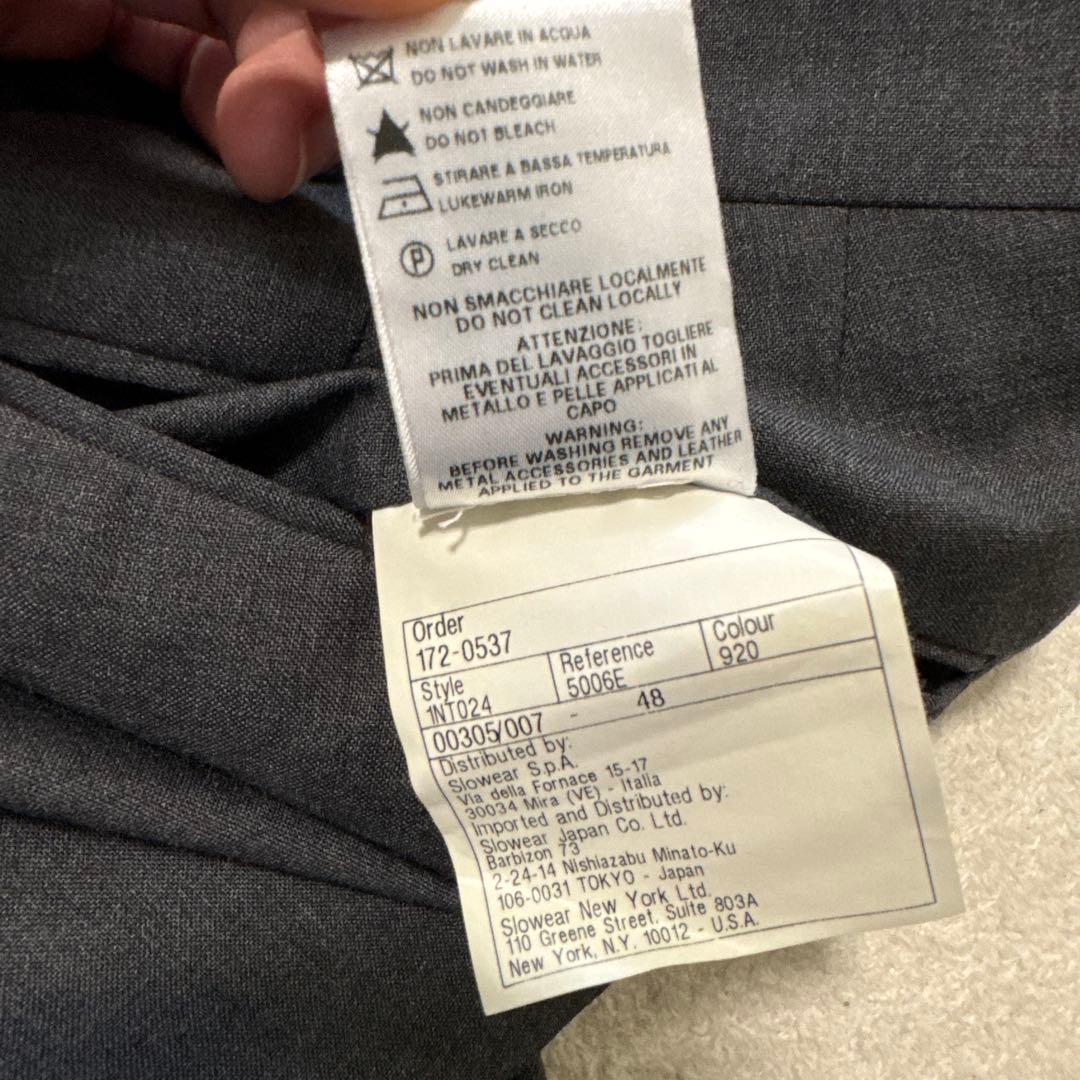 NON LAVARE IN ACQUA
DO NOT WASH IN WATER
NON CANDEGGIARE
DO NOT BLEACH
STIRARE A BASSA TEMPERATURA
LUKEWARM IRON
P
LAVARE A SECCO
DRY CLEAN
NON SMACCHIARE LOCALMENTE
DO NOT CLEAN LOCALLY
ATTENZIONE:
PRIMA DEL LAVAGGIO TOGLIERE
EVENTUALI ACCESSORI IN
METALLO E PELLE APPLICATI AL
CAPO
WARNING:
BEFORE WASHING REMOVE ANY
METAL ACCESSORIES AND LEATHER
APPLIED TO THE GARMENT
Order
172-0537
Style
1NT024
Reference
5006E
Colour
920
00305/007 - 48
Distributed by:
Slowear S.p.A.
Via della Fornace 15-17
30034 Mira (VE) - Italia
Imported and Distributed by:
Slowear Japan Co. Ltd.
Barbizon 73
2-24-14 Nishiazabu Minato-Ku
106-0031 TOKYO - Japan
Slowear New York Ltd.
110 Greene Street, Suite 803A
New York, N.Y. 10012 - U.S.A.